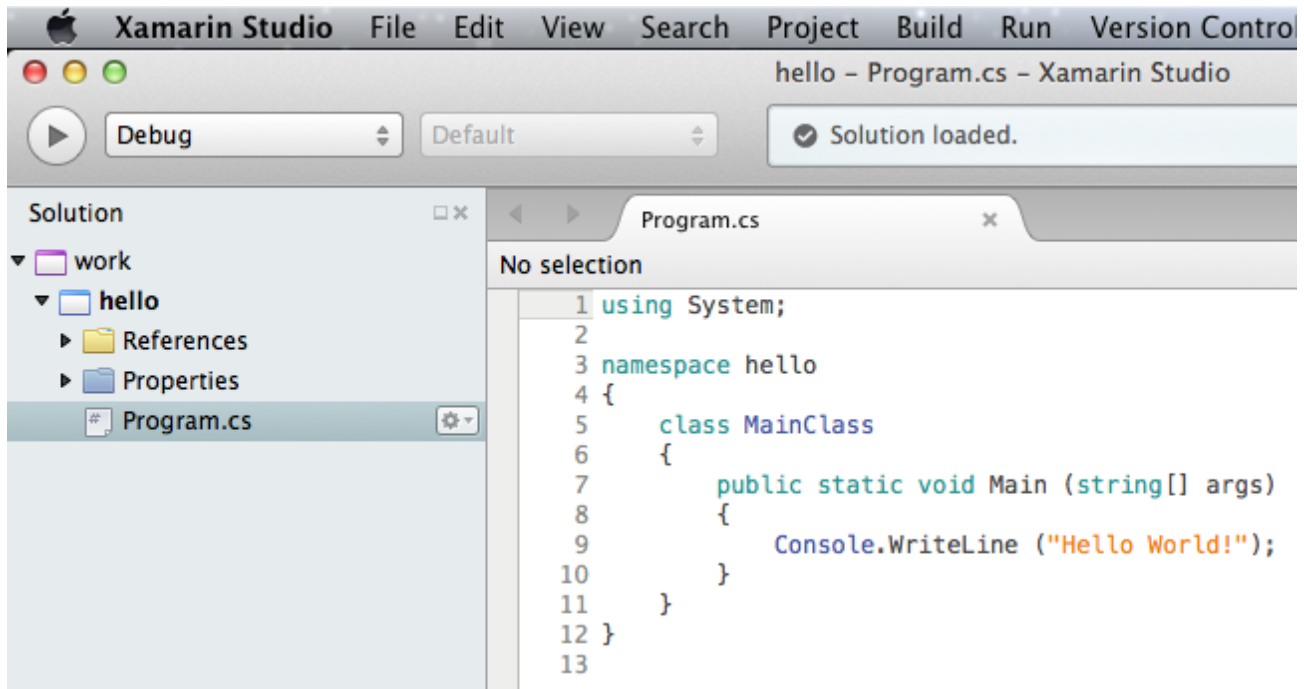 Xamarin Studio File Edit View Search Project Build Run Version Control
hello – Program.cs – Xamarin Studio
Debug Default Solution loaded.
Solution
work
hello
References
Properties
Program.cs
Program.cs
No selection
1 using System;
2
3 namespace hello
4 {
5 class MainClass
6 {
7 public static void Main (string[] args)
8 {
9 Console.WriteLine ("Hello World!");
10 }
11 }
12 }
13